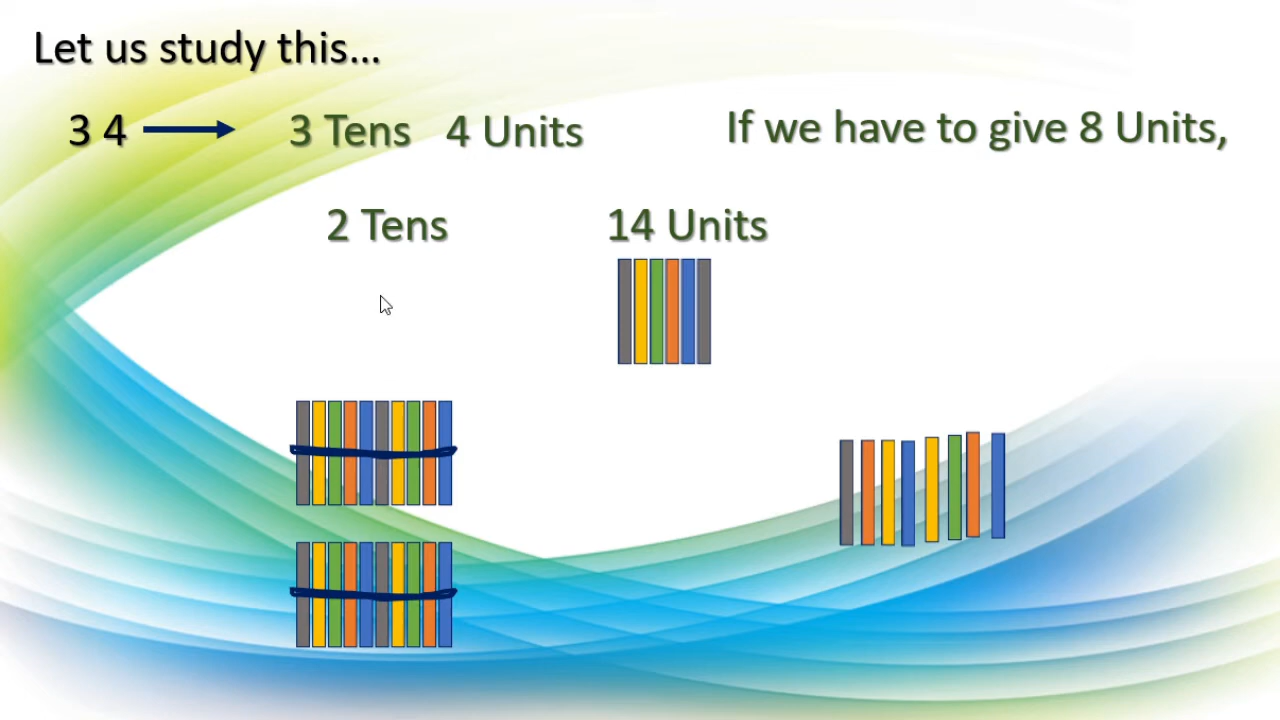 Let us study this...
3 4 3 Tens 4 Units If we have to give 8 Units,
2 Tens 14 Units